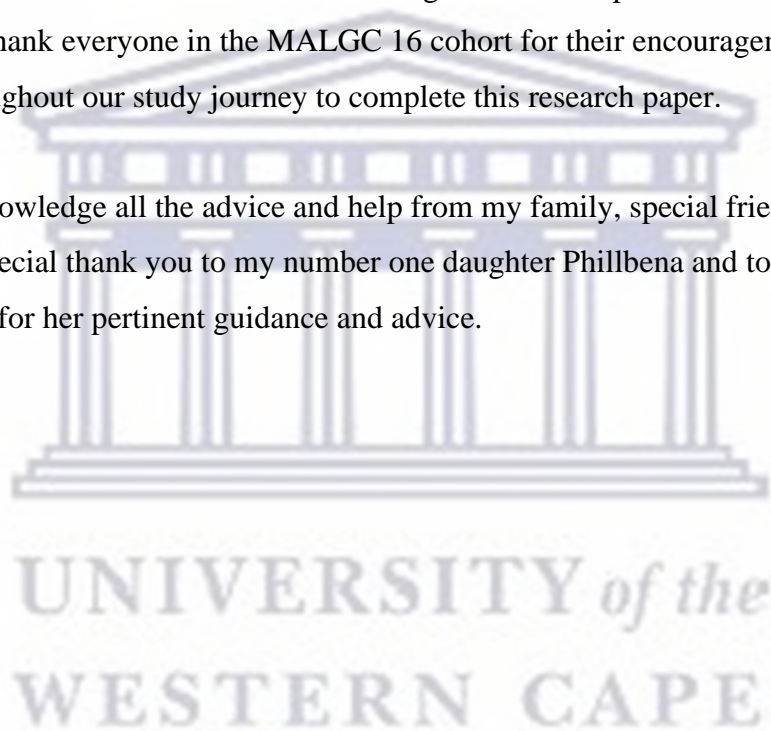 hank everyone in the MALGC 16 cohort for their encourage
ghout our study journey to complete this research paper.
owledge all the advice and help from my family, special frie
ecial thank you to my number one daughter Phillbena and to
for her pertinent guidance and advice.
UNIVERSITY of the
WESTERN CAPE